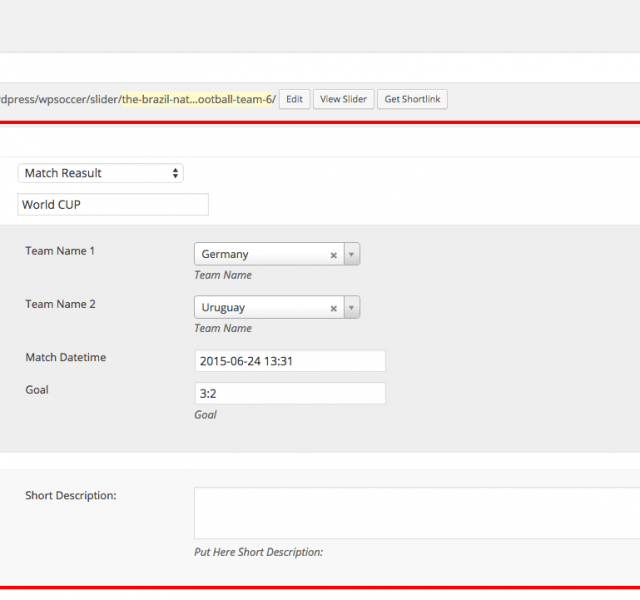 rdpress/wpsoccer/slider/the-brazil-nat...ootball-team-6/ Edit View Slider Get Shortlink
Match Reasult
World CUP
Team Name 1 Germany
Team Name
Team Name 2 Uruguay
Team Name
Match Datetime 2015-06-24 13:31
Goal 3:2
Goal
Short Description:
Put Here Short Description: